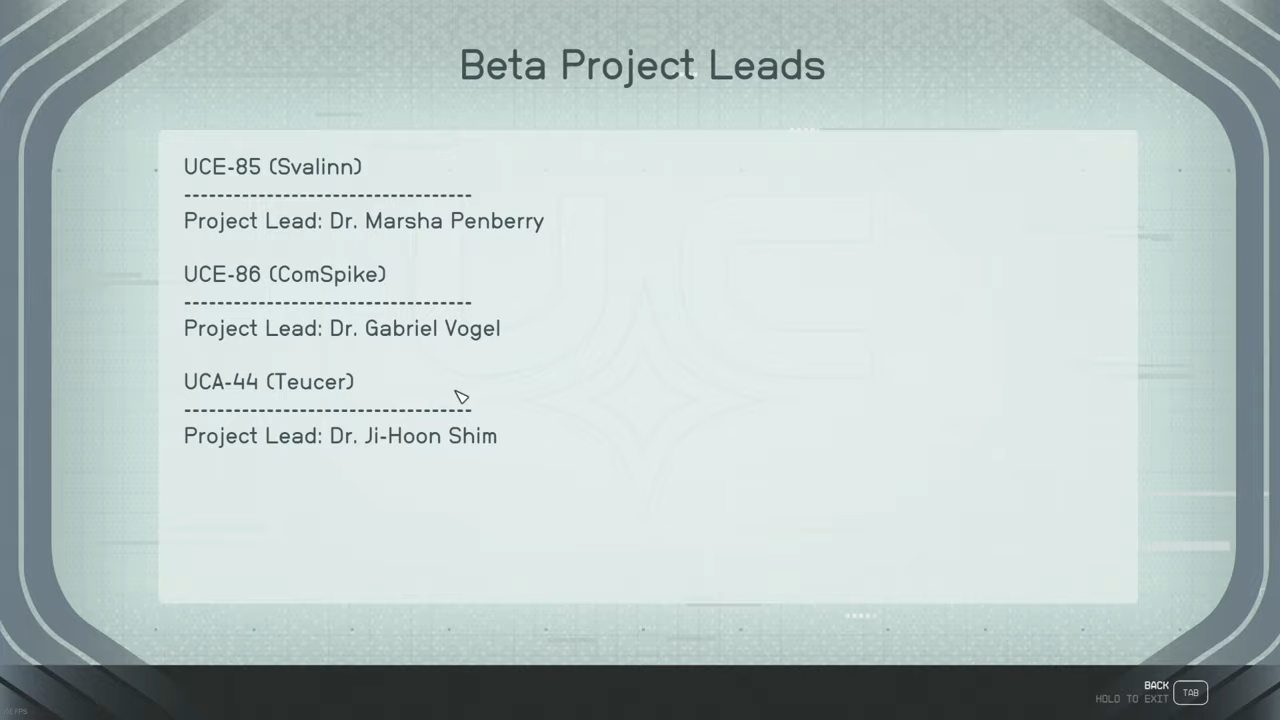 Beta Project Leads
UCE-85 (Svalinn)
-----------------------------------
Project Lead: Dr. Marsha Penberry
UCE-86 (ComSpike)
-----------------------------------
Project Lead: Dr. Gabriel Vogel
UCA-44 (Teucer)
-----------------------------------
Project Lead: Dr. Ji-Hoon Shim
BACK
HOLD TO EXIT
TAB